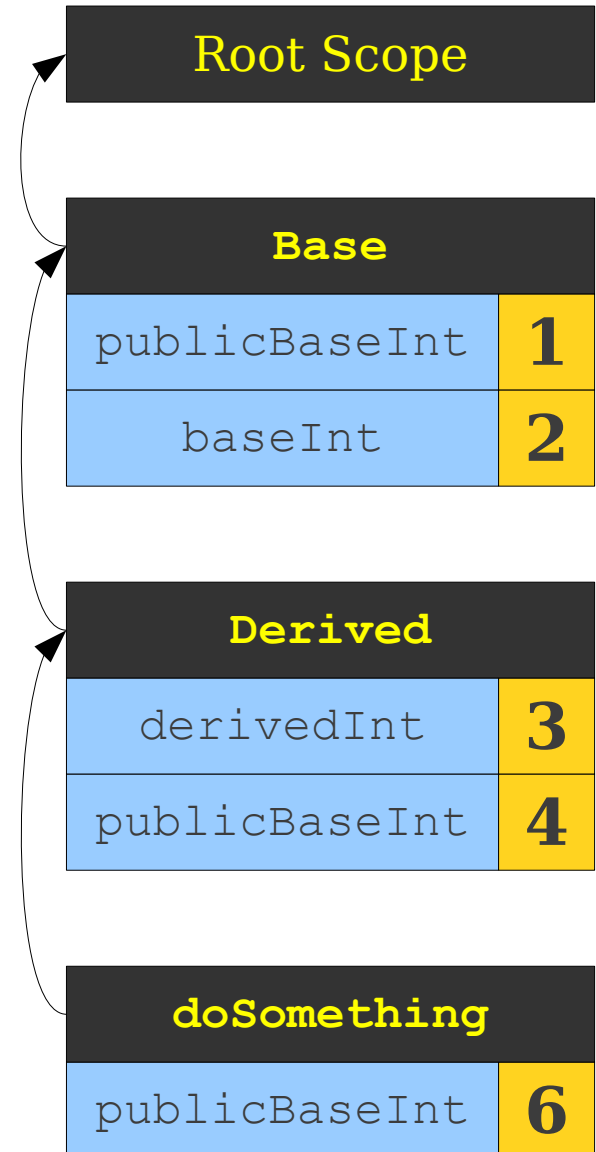 Root Scope
Base
publicBaseInt 1
baseInt 2
Derived
derivedInt 3
publicBaseInt 4
doSomething
publicBaseInt 6